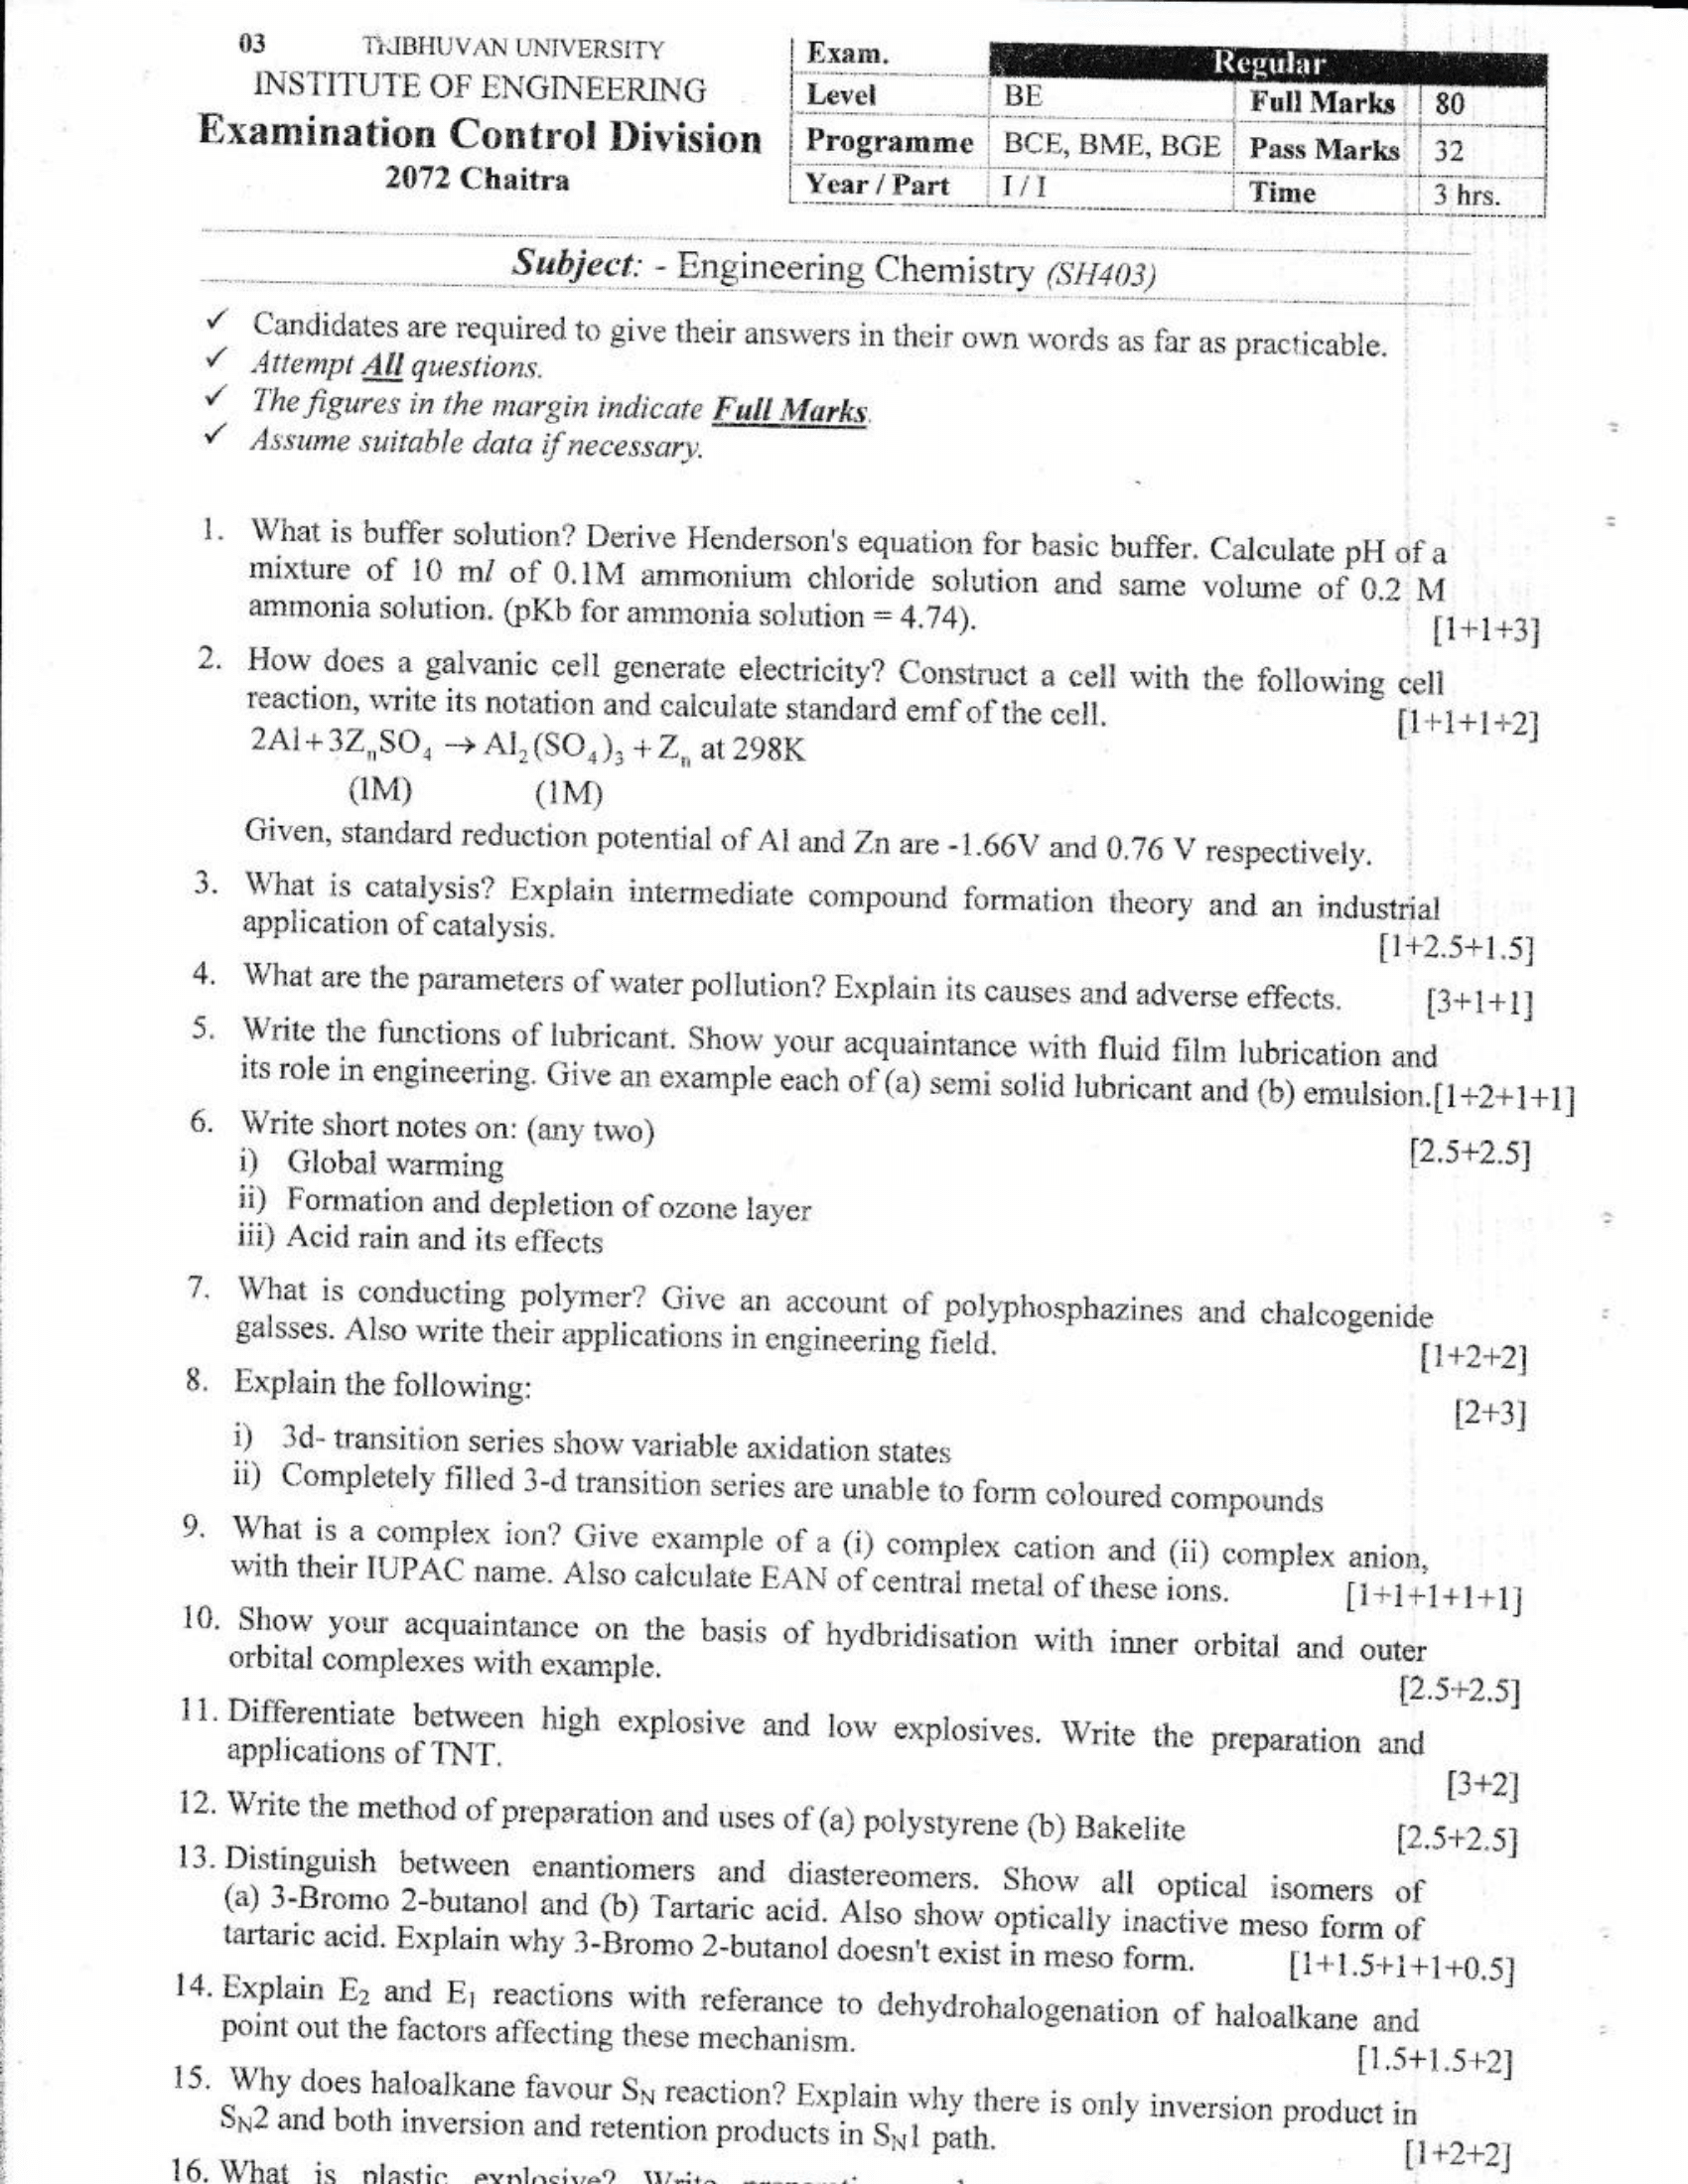 03 TRIBHUVAN UNIVERSITY
INSTITUTE OF ENGINEERING
Examination Control Division
2072 Chaitra
Exam. Regular
Level BE Full Marks 80
Programme BCE, BME, BGE Pass Marks 32
Year / Part I / I Time 3 hrs.
Subject: - Engineering Chemistry (SH403)
✓ Candidates are required to give their answers in their own words as far as practicable.
✓ Attempt All questions.
✓ The figures in the margin indicate Full Marks.
✓ Assume suitable data if necessary.
1. What is buffer solution? Derive Henderson's equation for basic buffer. Calculate pH of a
mixture of 10 ml of 0.1M ammonium chloride solution and same volume of 0.2 M
ammonia solution. (pKb for ammonia solution = 4.74). [1+1+3]
2. How does a galvanic cell generate electricity? Construct a cell with the following cell
reaction, write its notation and calculate standard emf of the cell. [1+1+1+2]
2Al+3ZnSO4 → Al2(SO4)3 + Zn at 298K
(1M) (1M)
Given, standard reduction potential of Al and Zn are -1.66V and 0.76 V respectively.
3. What is catalysis? Explain intermediate compound formation theory and an industrial
application of catalysis. [1+2.5+1.5]
4. What are the parameters of water pollution? Explain its causes and adverse effects. [3+1+1]
5. Write the functions of lubricant. Show your acquaintance with fluid film lubrication and
its role in engineering. Give an example each of (a) semi solid lubricant and (b) emulsion.[1+2+1+1]
6. Write short notes on: (any two) [2.5+2.5]
i) Global warming
ii) Formation and depletion of ozone layer
iii) Acid rain and its effects
7. What is conducting polymer? Give an account of polyphosphazines and chalcogenide
galsses. Also write their applications in engineering field. [1+2+2]
8. Explain the following: [2+3]
i) 3d- transition series show variable axidation states
ii) Completely filled 3-d transition series are unable to form coloured compounds
9. What is a complex ion? Give example of a (i) complex cation and (ii) complex anion,
with their IUPAC name. Also calculate EAN of central metal of these ions. [1+1+1+1+1]
10. Show your acquaintance on the basis of hydbridisation with inner orbital and outer
orbital complexes with example. [2.5+2.5]
11. Differentiate between high explosive and low explosives. Write the preparation and
applications of TNT. [3+2]
12. Write the method of preparation and uses of (a) polystyrene (b) Bakelite [2.5+2.5]
13. Distinguish between enantiomers and diastereomers. Show all optical isomers of
(a) 3-Bromo 2-butanol and (b) Tartaric acid. Also show optically inactive meso form of
tartaric acid. Explain why 3-Bromo 2-butanol doesn't exist in meso form. [1+1.5+1+1+0.5]
14. Explain E2 and E1 reactions with referance to dehydrohalogenation of haloalkane and
point out the factors affecting these mechanism. [1.5+1.5+2]
15. Why does haloalkane favour SN reaction? Explain why there is only inversion product in
SN2 and both inversion and retention products in SN1 path. [1+2+2]
16. What is plastic explosive? Write